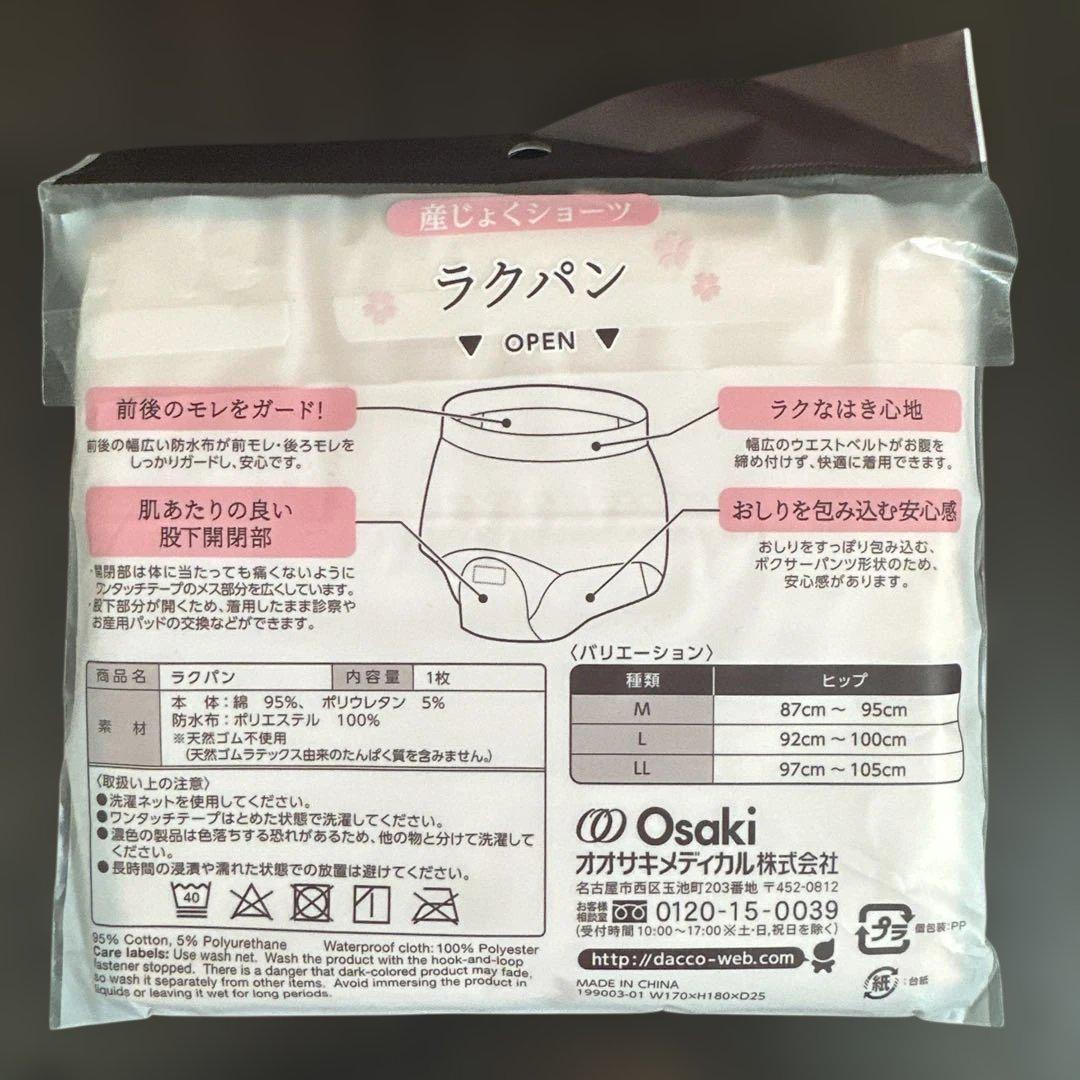 産じょくショーツ
ラクパン
▼ OPEN ▼
前後のモレをガード!
前後の幅広い防水布が前モレ・後ろモレを
しっかりガードし、安心です。
肌あたりの良い
股下開閉部
・開閉部は体に当たっても痛くないように
ワンタッチテープのメス部分を広くしています。
・股下部分が開くため、着用したまま診察や
お産用パッドの交換などができます。
ラクなはき心地
幅広のウエストベルトがお腹を
締め付けず、快適に着用できます。
おしりを包み込む安心感
おしりをすっぽり包み込む、
ボクサーパンツ形状のため、
安心感があります。
商品名 ラクパン 内容量 1枚
素 材 本 体:綿 95%、 ポリウレタン 5%
防水布:ポリエステル 100%
※天然ゴム不使用
(天然ゴムラテックス由来のたんぱく質を含みません。)
〈取扱い上の注意〉
●洗濯ネットを使用してください。
●ワンタッチテープはとめた状態で洗濯してください。
●濃色の製品は色落ちする恐れがあるため、他の物と分けて洗濯して
ください。
●長時間の浸漬や濡れた状態での放置は避けてください。
40
95% Cotton, 5% Polyurethane Waterproof cloth: 100% Polyester
Care labels: Use wash net. Wash the product with the hook-and-loop
fastener stopped. There is a danger that dark-colored product may fade,
so wash it separately from other items. Avoid immersing the product in
liquids or leaving it wet for long periods.
〈バリエーション〉
種類 ヒップ
M 87cm ～ 95cm
L 92cm ～ 100cm
LL 97cm ～ 105cm
Osaki
オオサキメディカル株式会社
名古屋市西区玉池町203番地 〒452-0812
お客様
相談室 0120-15-0039
(受付時間 10:00～17:00 ※土・日、祝日を除く)
http://dacco-web.com
MADE IN CHINA
199003-01 W170×H180×D25
プラ 個包装:PP
紙 :台紙